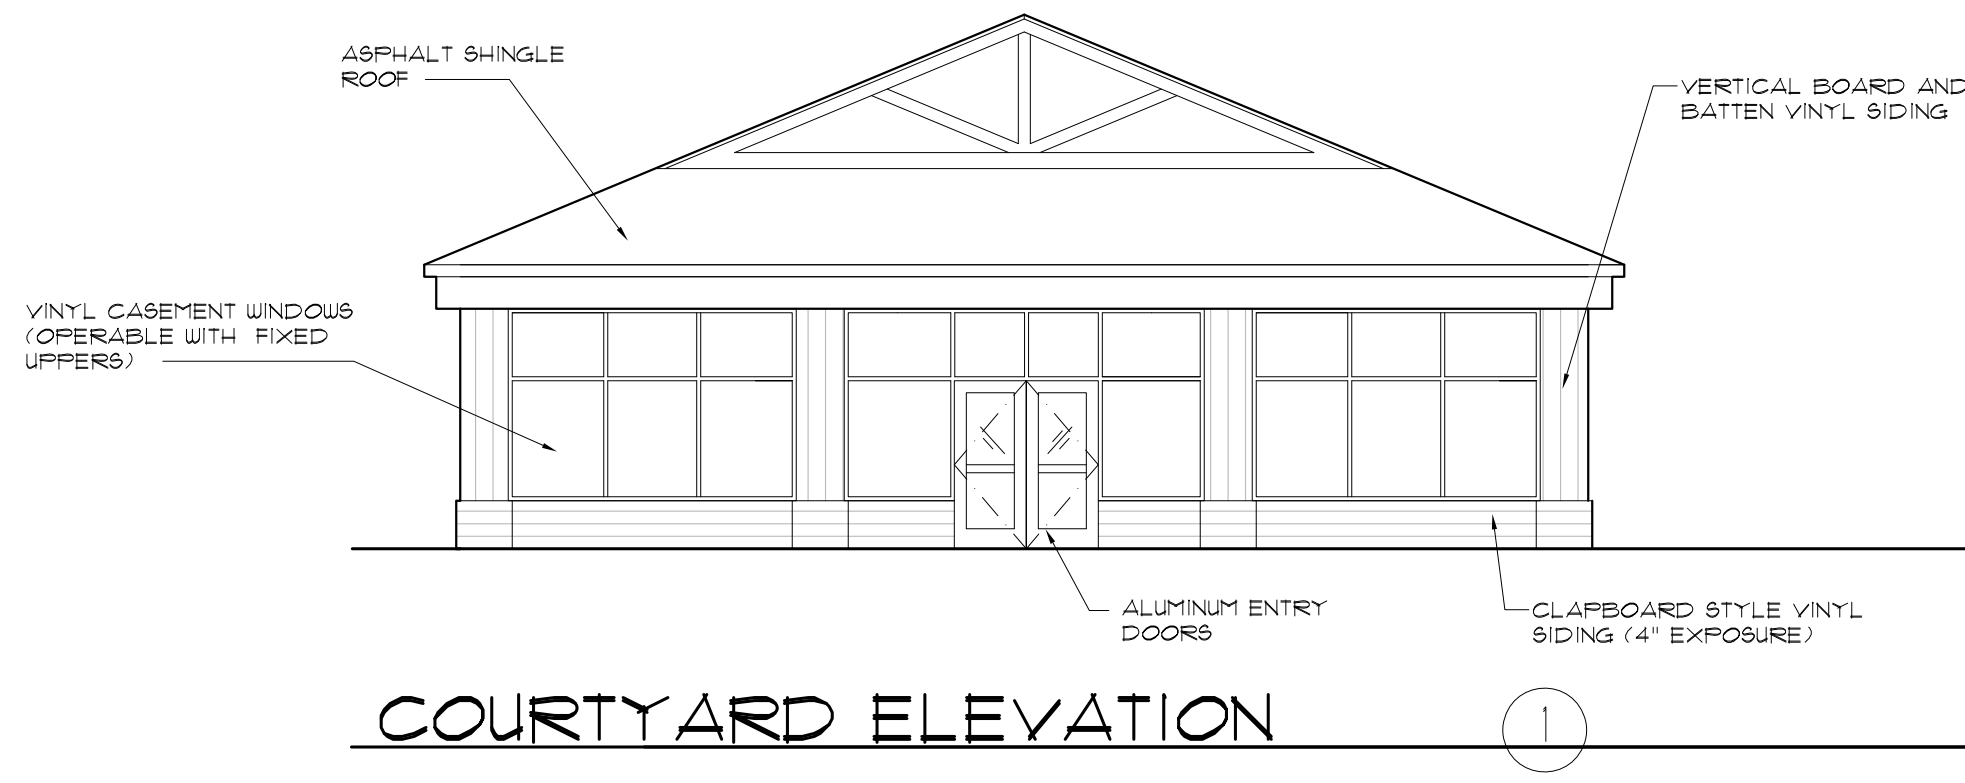 ASPHALT SHINGLE
ROOF
VERTICAL BOARD AND
BATTEN VINYL SIDING
VINYL CASEMENT WINDOWS
(OPERABLE WITH FIXED
UPPERS)
ALUMINUM ENTRY
DOORS
CLAPBOARD STYLE VINYL
SIDING (4" EXPOSURE)
COURTYARD ELEVATION
1